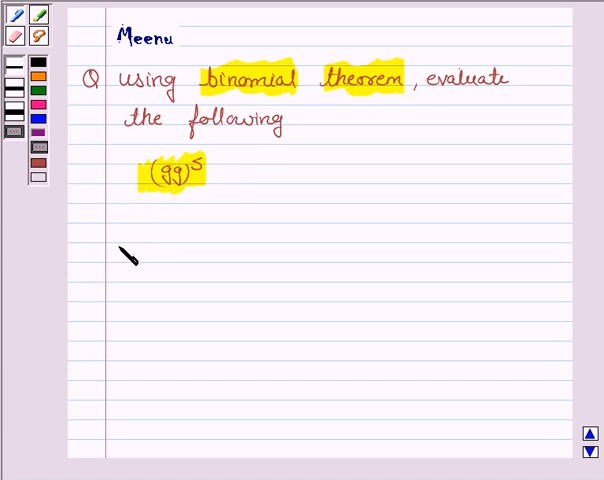 Meenu
Q using binomial theorem, evaluate
the following
(99)⁵